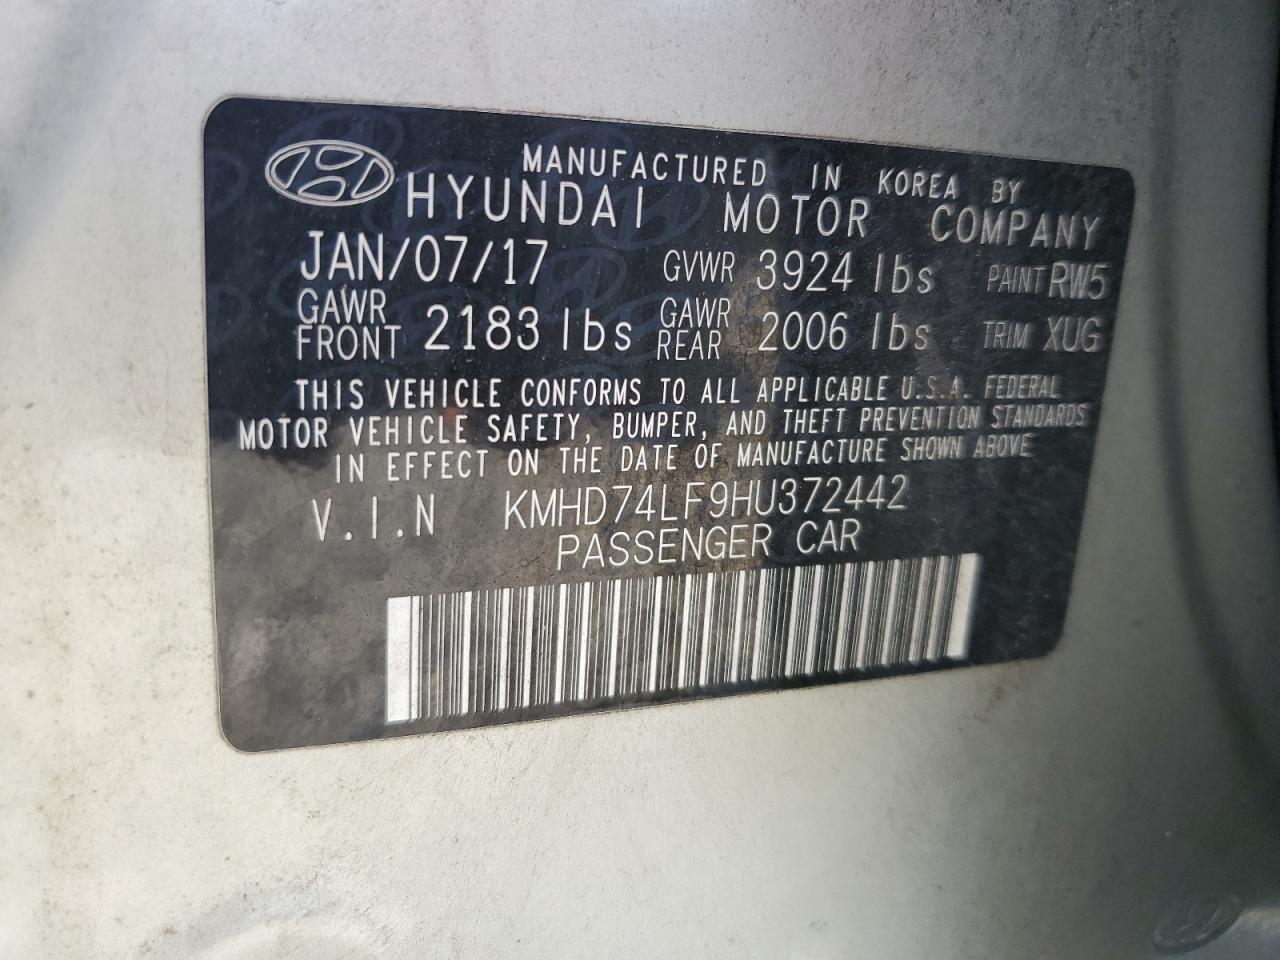 MANUFACTURED IN KOREA BY
HYUNDAI MOTOR COMPANY
JAN/07/17 GVWR 3924 lbs PAINT RW5
GAWR FRONT 2183 lbs GAWR REAR 2006 lbs TRIM XUG
THIS VEHICLE CONFORMS TO ALL APPLICABLE U.S.A. FEDERAL
MOTOR VEHICLE SAFETY, BUMPER, AND THEFT PREVENTION STANDARDS
IN EFFECT ON THE DATE OF MANUFACTURE SHOWN ABOVE
V.I.N KMHD74LF9HU372442
PASSENGER CAR